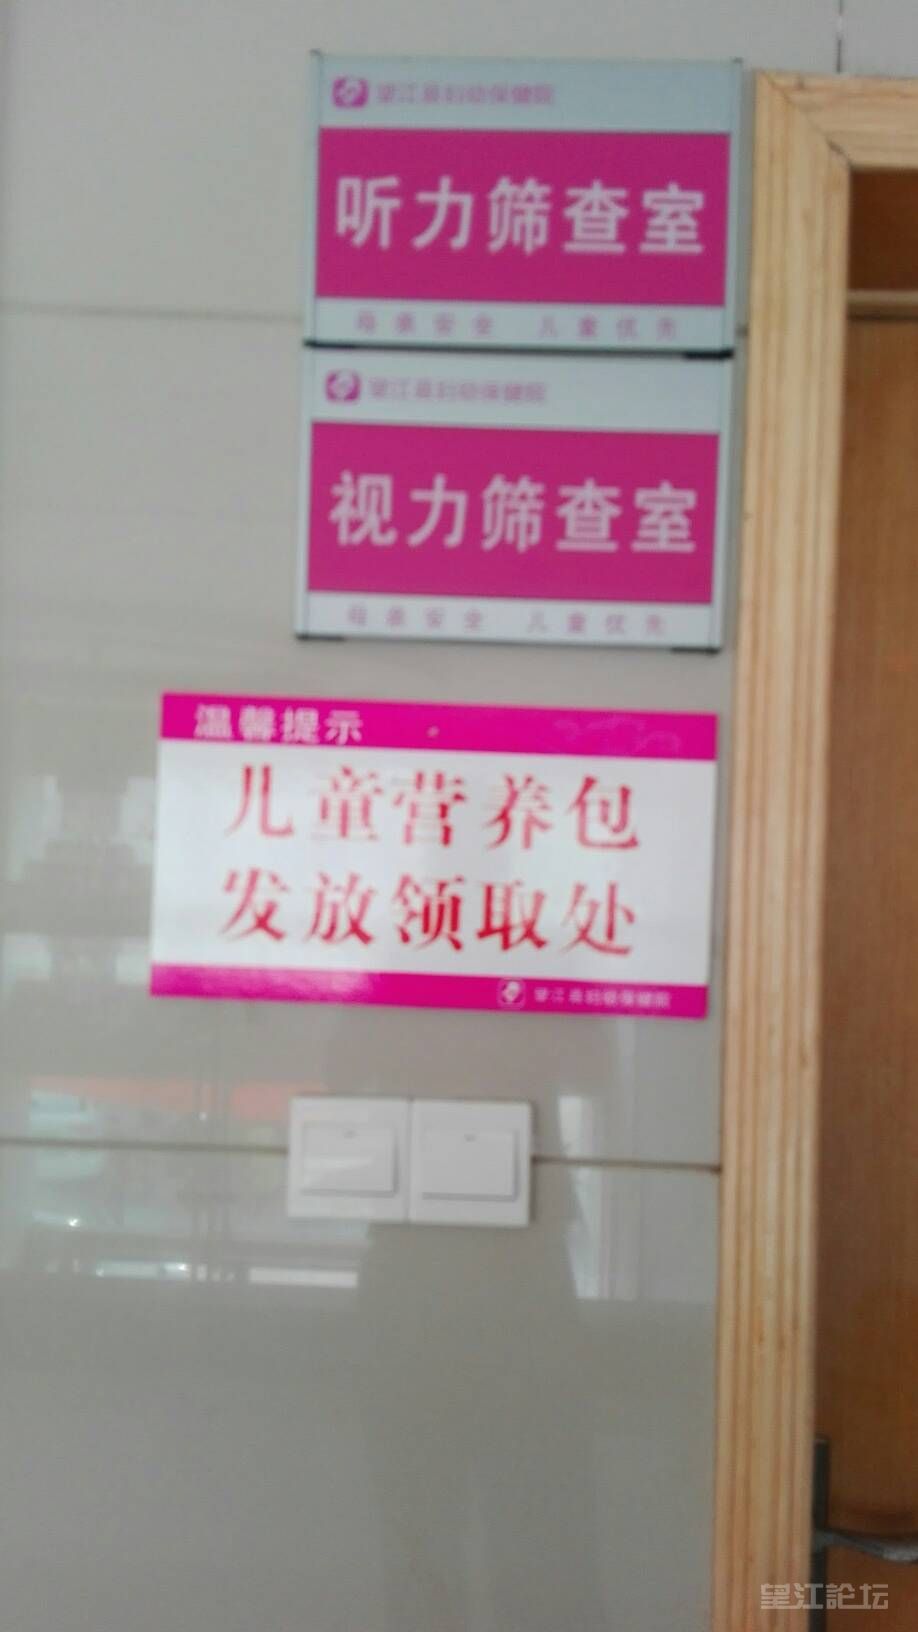 望江县妇幼保健院
听力筛查室
母亲安全 儿童优先
望江县妇幼保健院
视力筛查室
母亲安全 儿童优先
温馨提示
儿童营养包
发放领取处
望江县妇幼保健院
望江論坛